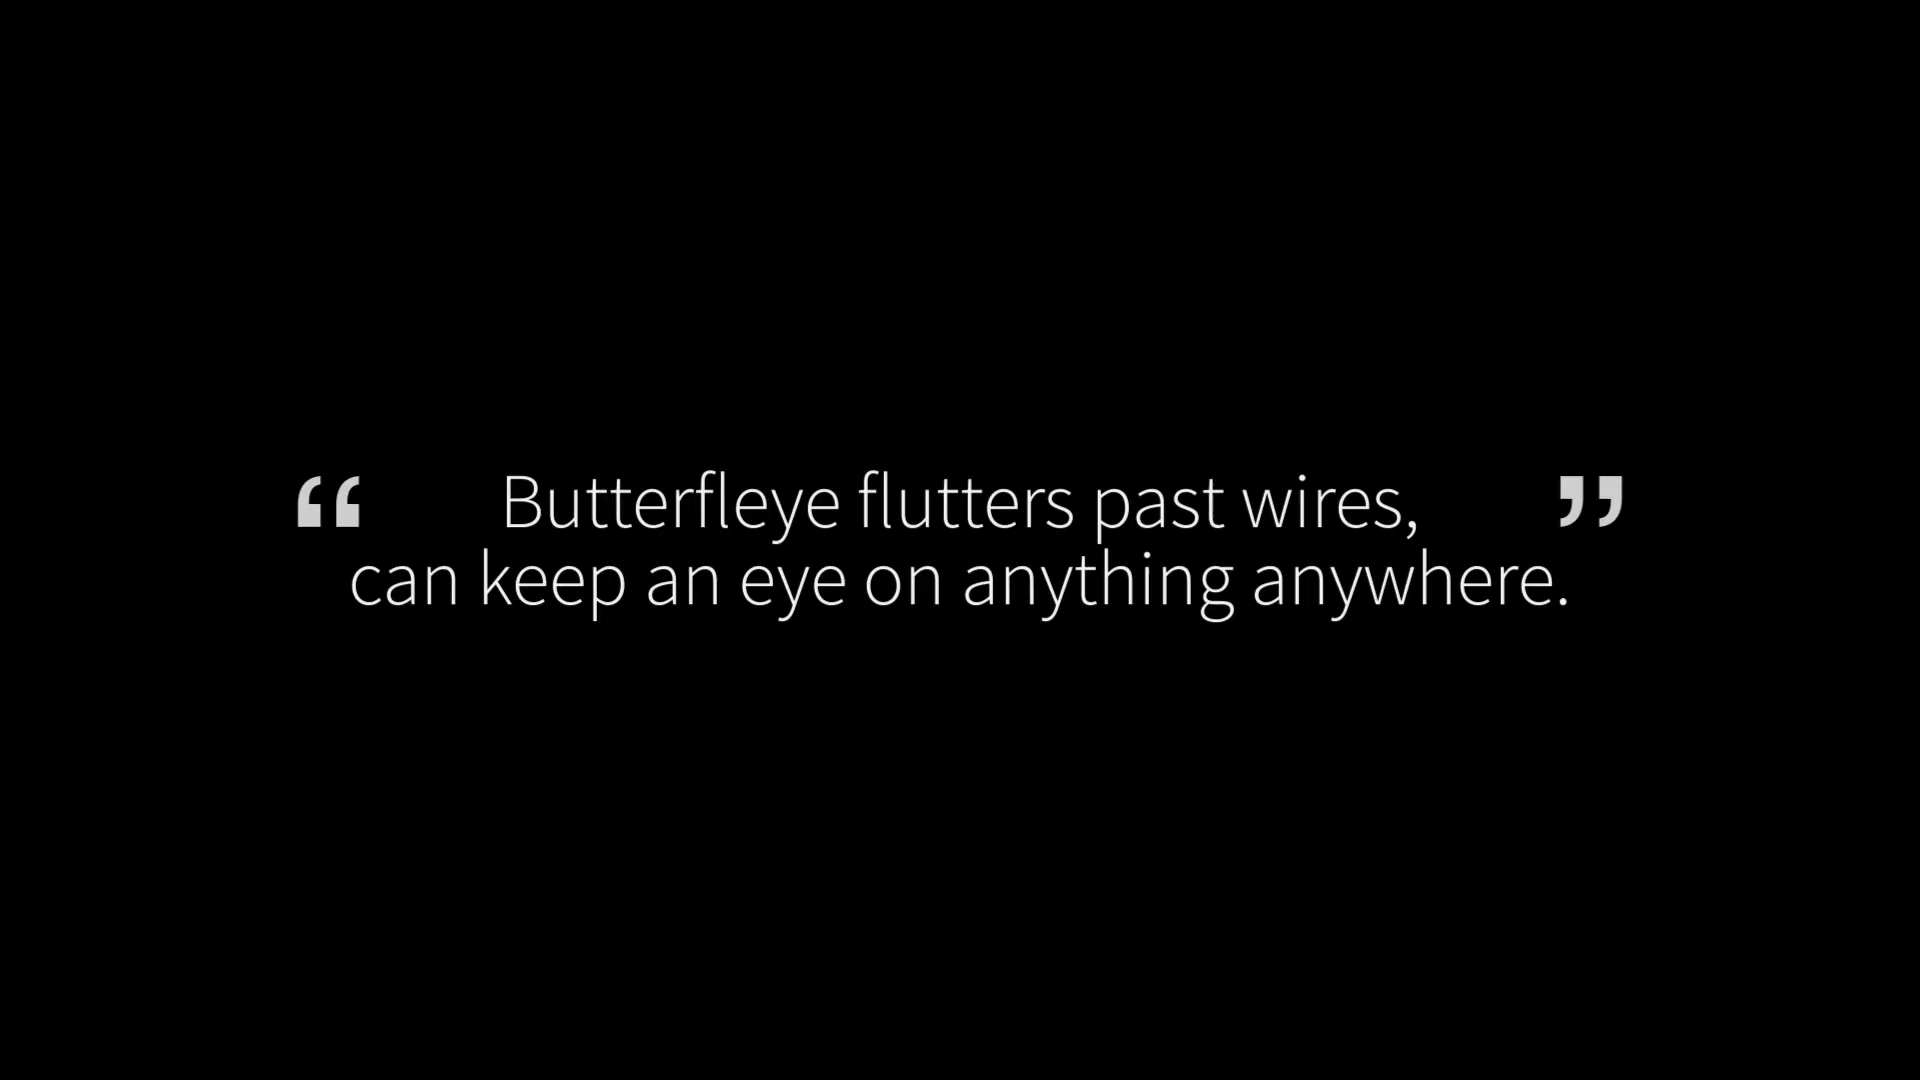 “ Butterfleye flutters past wires, ”
can keep an eye on anything anywhere.